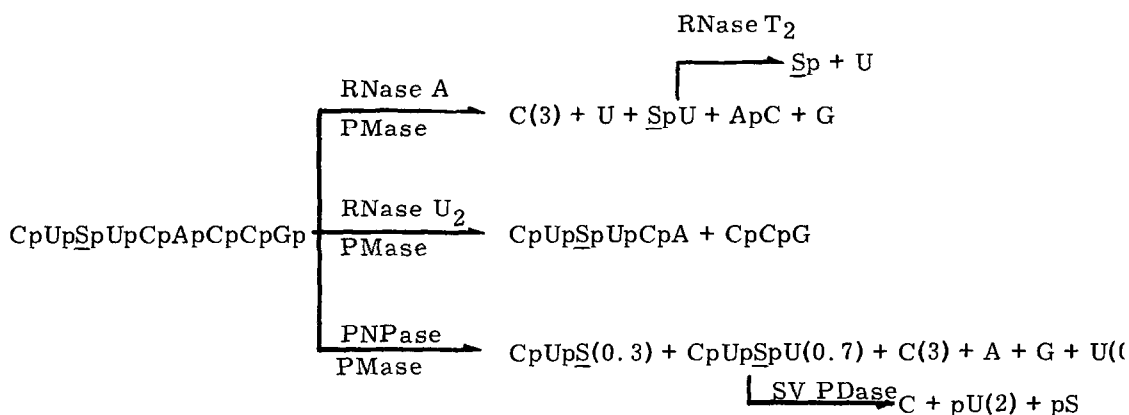 RNase T2
Sp + U
RNase A
PMase
C(3) + U + SpU + ApC + G
RNase U2
PMase
CpUpSpUpCpApCpCpGp
CpUpSpUpCpA + CpCpG
PNPase
PMase
CpUpS(0.3) + CpUpSpU(0.7) + C(3) + A + G + U(
SV PDase
C + pU(2) + pS